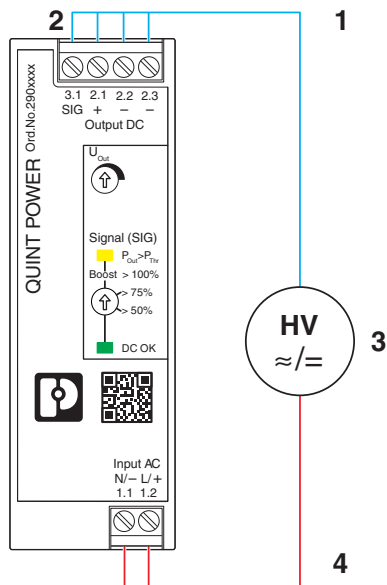 2
1
3.1 2.1 2.2 2.3
SIG + − −
Output DC
QUINT POWER Ord.No.290xxxx
UOut
Signal (SIG)
POut>PThr
Boost > 100%
> 75%
> 50%
DC OK
HV
≈/=
3
Input AC
N/− L/+
1.1 1.2
4